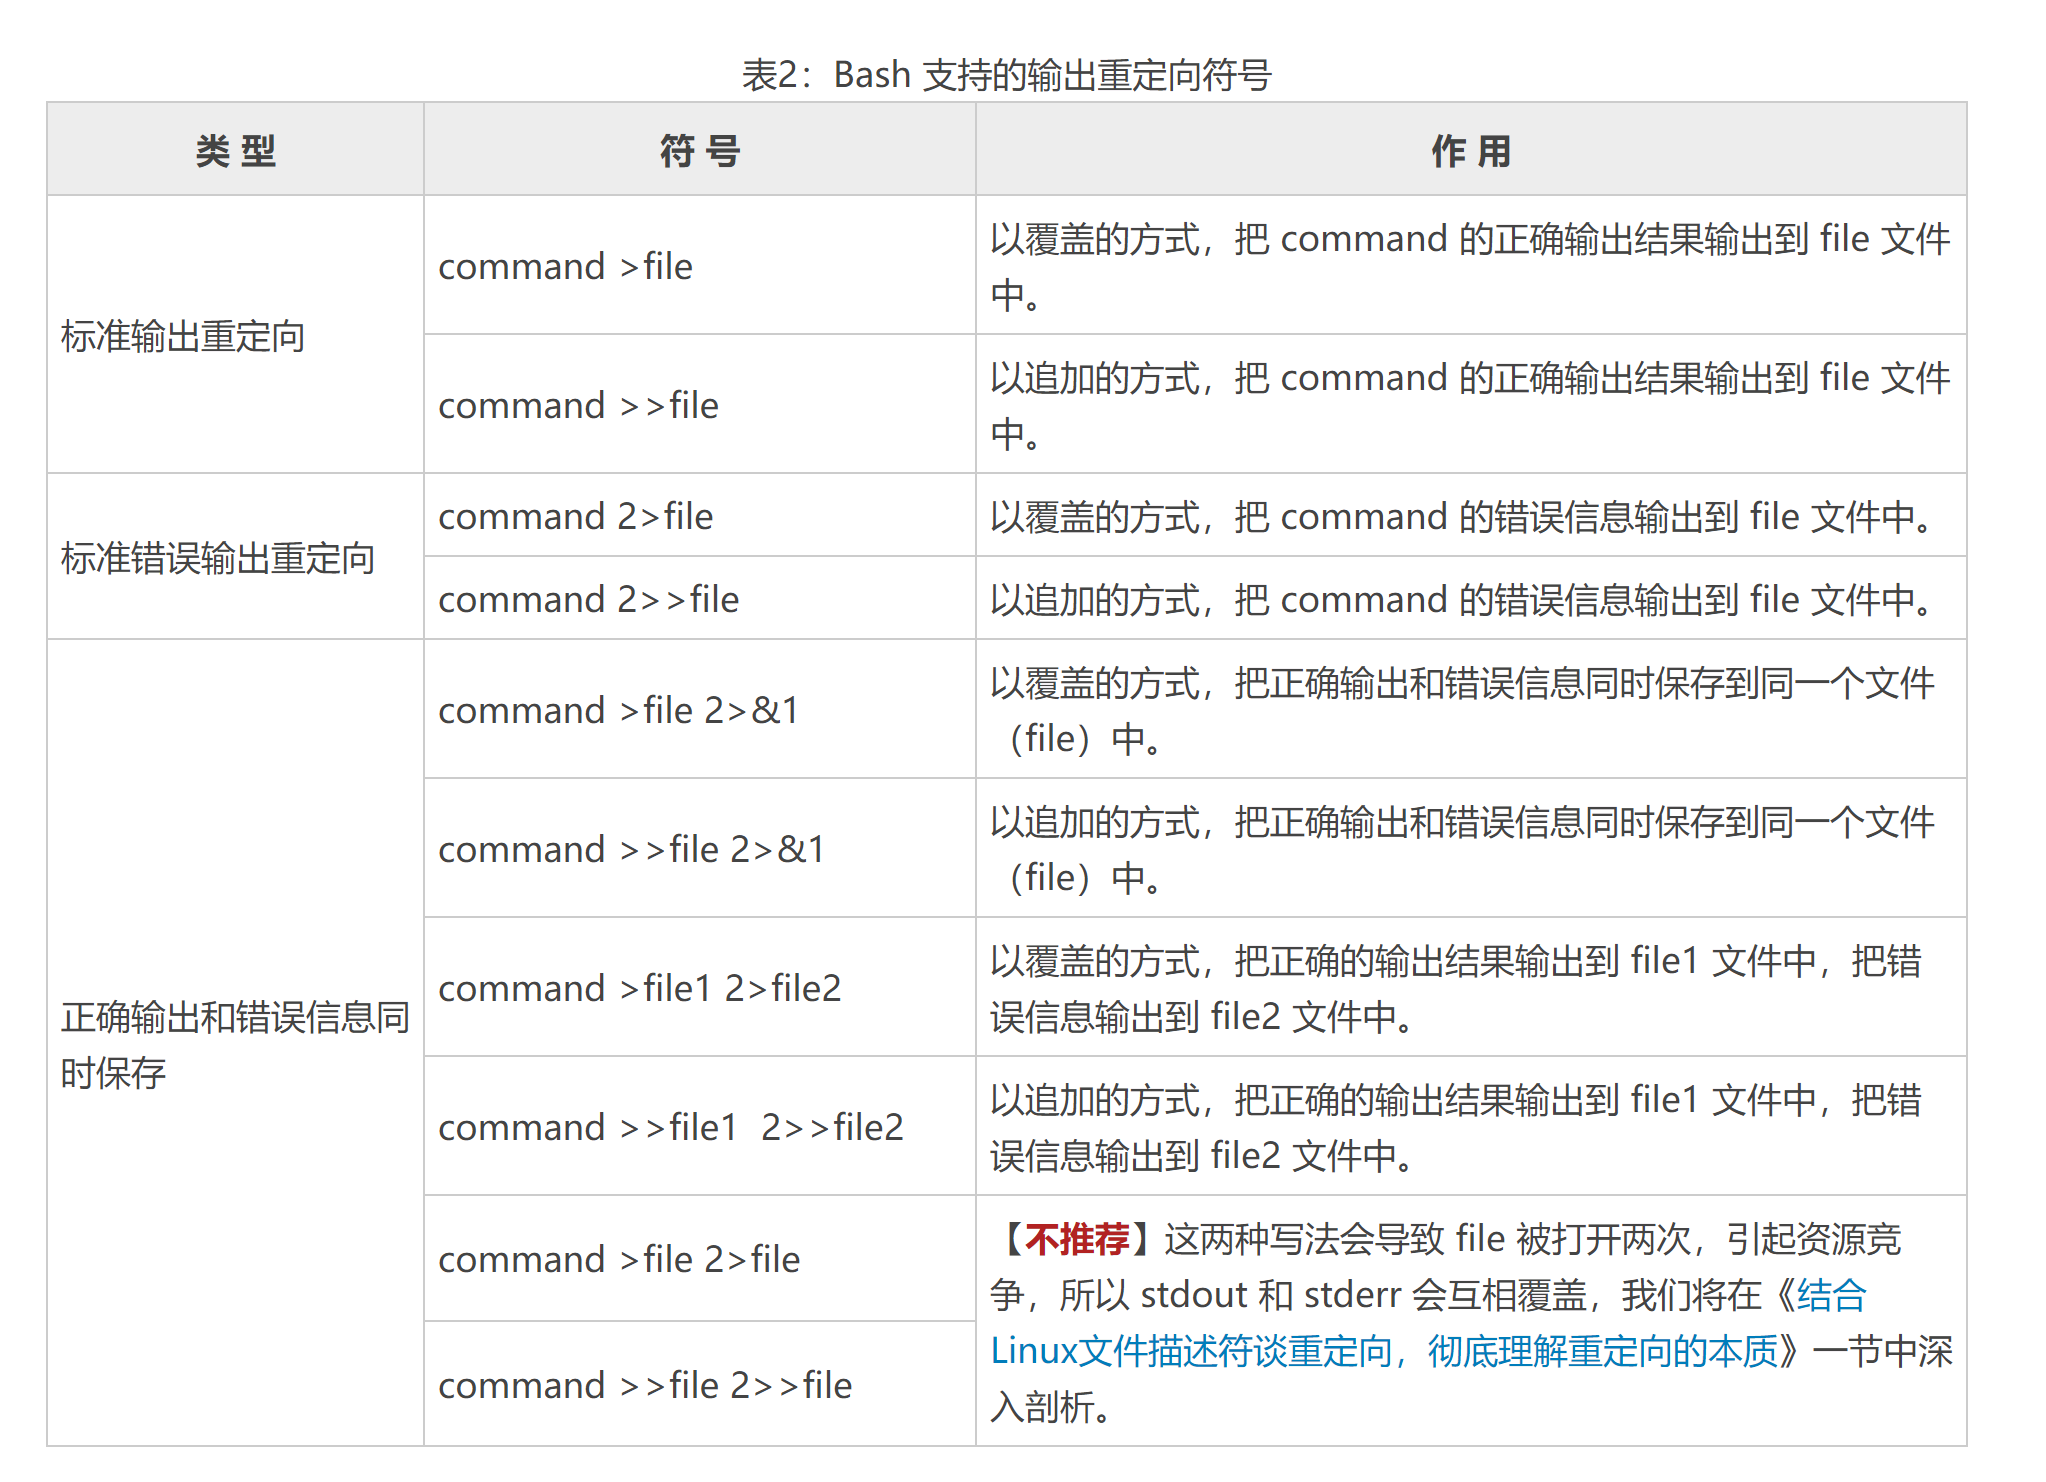 表2：Bash 支持的输出重定向符号
类 型
符 号
作 用
标准输出重定向
command >file
以覆盖的方式，把 command 的正确输出结果输出到 file 文件
中。
command >>file
以追加的方式，把 command 的正确输出结果输出到 file 文件
中。
标准错误输出重定向
command 2>file
以覆盖的方式，把 command 的错误信息输出到 file 文件中。
command 2>>file
以追加的方式，把 command 的错误信息输出到 file 文件中。
正确输出和错误信息同
时保存
command >file 2>&1
以覆盖的方式，把正确输出和错误信息同时保存到同一个文件
（file）中。
command >>file 2>&1
以追加的方式，把正确输出和错误信息同时保存到同一个文件
（file）中。
command >file1 2>file2
以覆盖的方式，把正确的输出结果输出到 file1 文件中，把错
误信息输出到 file2 文件中。
command >>file1  2>>file2
以追加的方式，把正确的输出结果输出到 file1 文件中，把错
误信息输出到 file2 文件中。
command >file 2>file
command >>file 2>>file
【不推荐】这两种写法会导致 file 被打开两次，引起资源竞
争，所以 stdout 和 stderr 会互相覆盖，我们将在《结合
Linux文件描述符谈重定向，彻底理解重定向的本质》一节中深
入剖析。